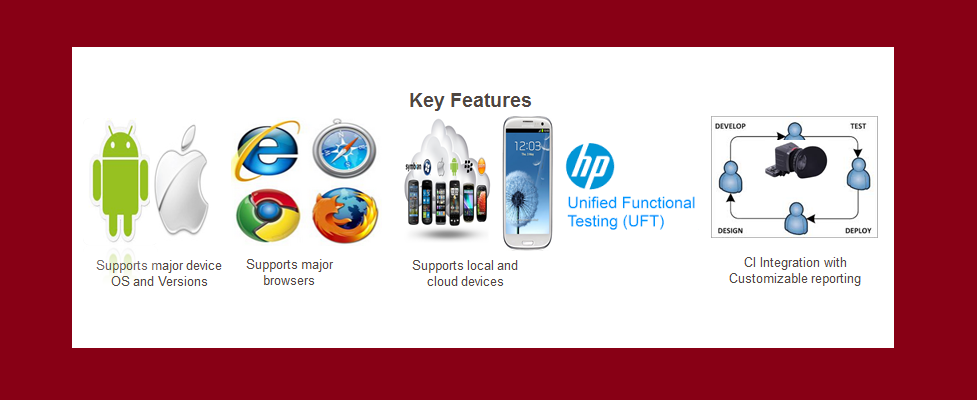 Key Features
DEVELOP
TEST
DESIGN
DEPLOY
symbian
12:03
hp
Unified Functional
Testing (UFT)
Supports major device
OS and Versions
Supports major
browsers
Supports local and
cloud devices
CI Integration with
Customizable reporting